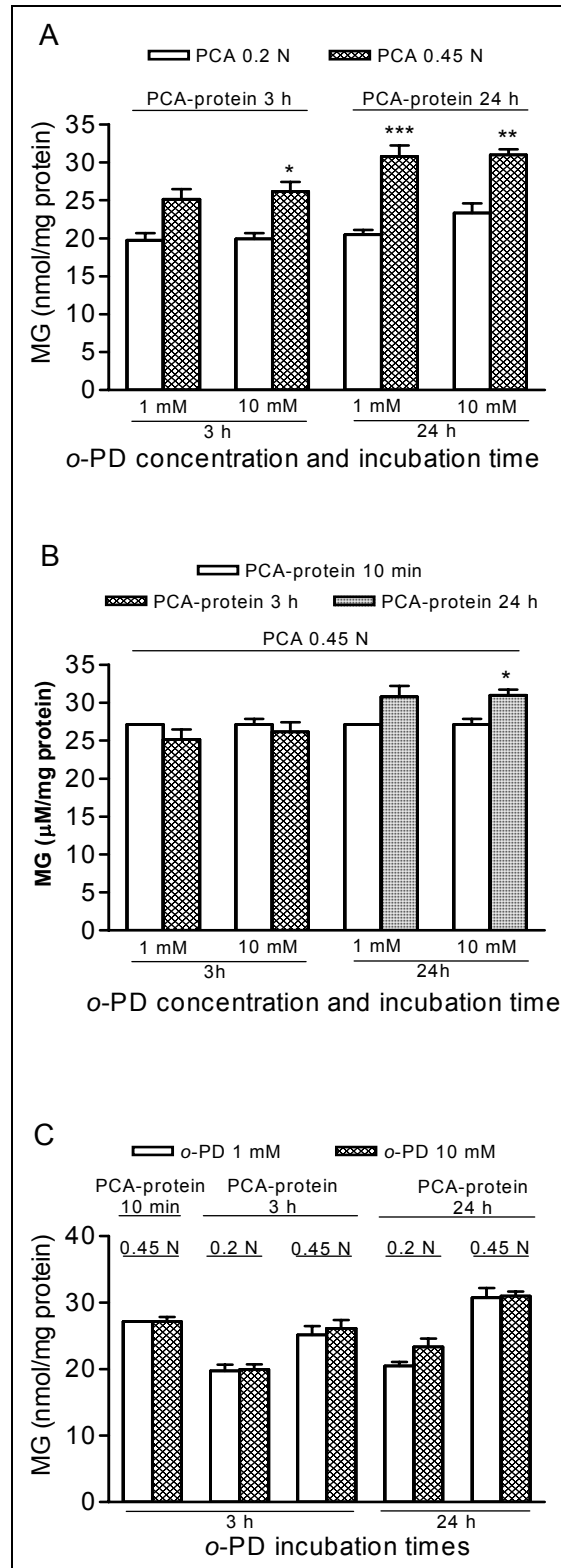 A
PCA 0.2 N PCA 0.45 N
PCA-protein 3 h PCA-protein 24 h
*** **
*
35
30
25
20
15
10
5
0
MG (nmol/mg protein)
1 mM 10 mM 1 mM 10 mM
3 h 24 h
o-PD concentration and incubation time
B
PCA-protein 10 min
PCA-protein 3 h PCA-protein 24 h
PCA 0.45 N
*
35
30
25
20
15
10
5
0
MG (µM/mg protein)
1 mM 10 mM 1 mM 10 mM
3h 24h
o-PD concentration and incubation time
C
o-PD 1 mM o-PD 10 mM
PCA-protein PCA-protein PCA-protein
10 min 3 h 24 h
0.45 N 0.2 N 0.45 N 0.2 N 0.45 N
40
30
20
10
0
MG (nmol/mg protein)
3 h 24 h
o-PD incubation times